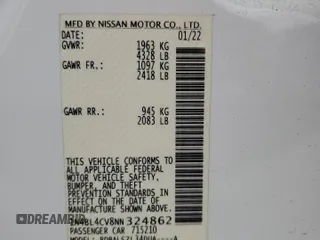 MFD BY NISSAN MOTOR CO., LTD.
DATE: 01/22
GVWR: 1963 KG
4328 LB
GAWR FR.: 1097 KG
2418 LB
GAWR RR.: 945 KG
2083 LB
THIS VEHICLE CONFORMS TO
ALL APPLICABLE FEDERAL
MOTOR VEHICLE SAFETY,
BUMPER, AND THEFT
PREVENTION STANDARDS IN
EFFECT ON THE DATE OF
MANUFACTURE SHOWN ABOVE.
1N4BL4CV8NN 324862
PASSENGER CAR 715210
DREAMBID